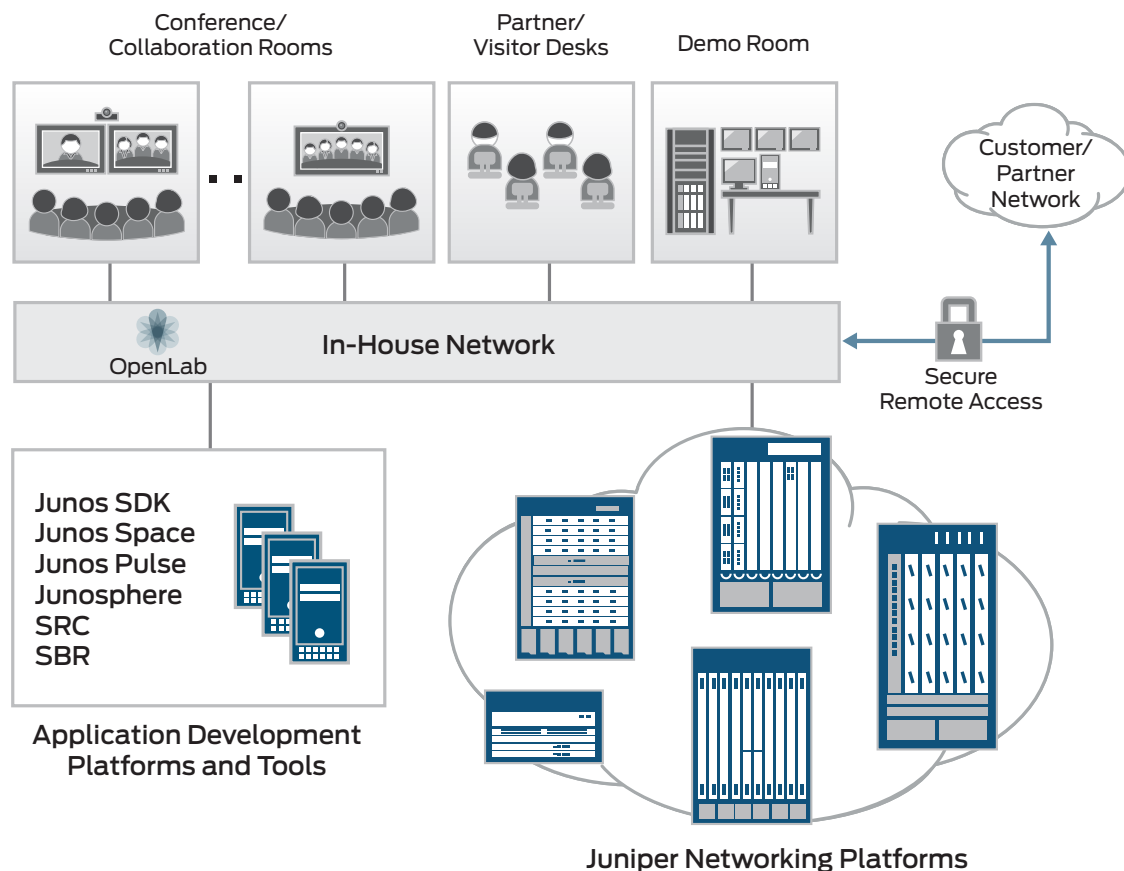 Conference/
Collaboration Rooms
Partner/
Visitor Desks
Demo Room
Customer/
Partner
Network
OpenLab
In-House Network
Secure
Remote Access
Junos SDK
Junos Space
Junos Pulse
Junosphere
SRC
SBR
Application Development
Platforms and Tools
Juniper Networking Platforms